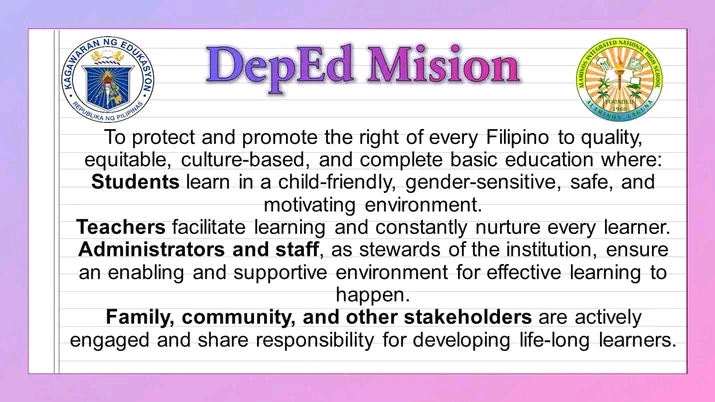 DepEd Mision
KAGAWARAN NG EDUKASYON
REPUBLIKA NG PILIPINAS
ALAMINOS INTEGRATED NATIONAL HIGH SCHOOL
FOUNDED
1966
ALAMINOS, LAGUNA
To protect and promote the right of every Filipino to quality,
equitable, culture-based, and complete basic education where:
Students learn in a child-friendly, gender-sensitive, safe, and
motivating environment.
Teachers facilitate learning and constantly nurture every learner.
Administrators and staff, as stewards of the institution, ensure
an enabling and supportive environment for effective learning to
happen.
Family, community, and other stakeholders are actively
engaged and share responsibility for developing life-long learners.